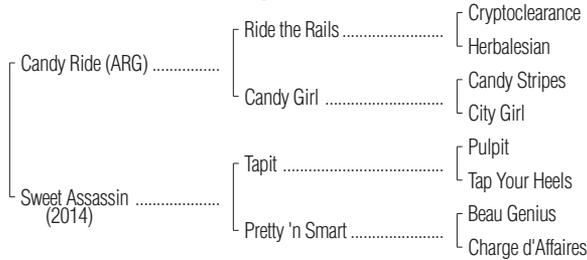 Cryptoclearance
Ride the Rails ......................
Herbalesian
Candy Ride (ARG) ...............
Candy Stripes
Candy Girl ..........................
City Girl
Pulpit
Tapit ...................................
Tap Your Heels
Sweet Assassin ..................
(2014)
Beau Genius
Pretty 'n Smart ....................
Charge d'Affaires